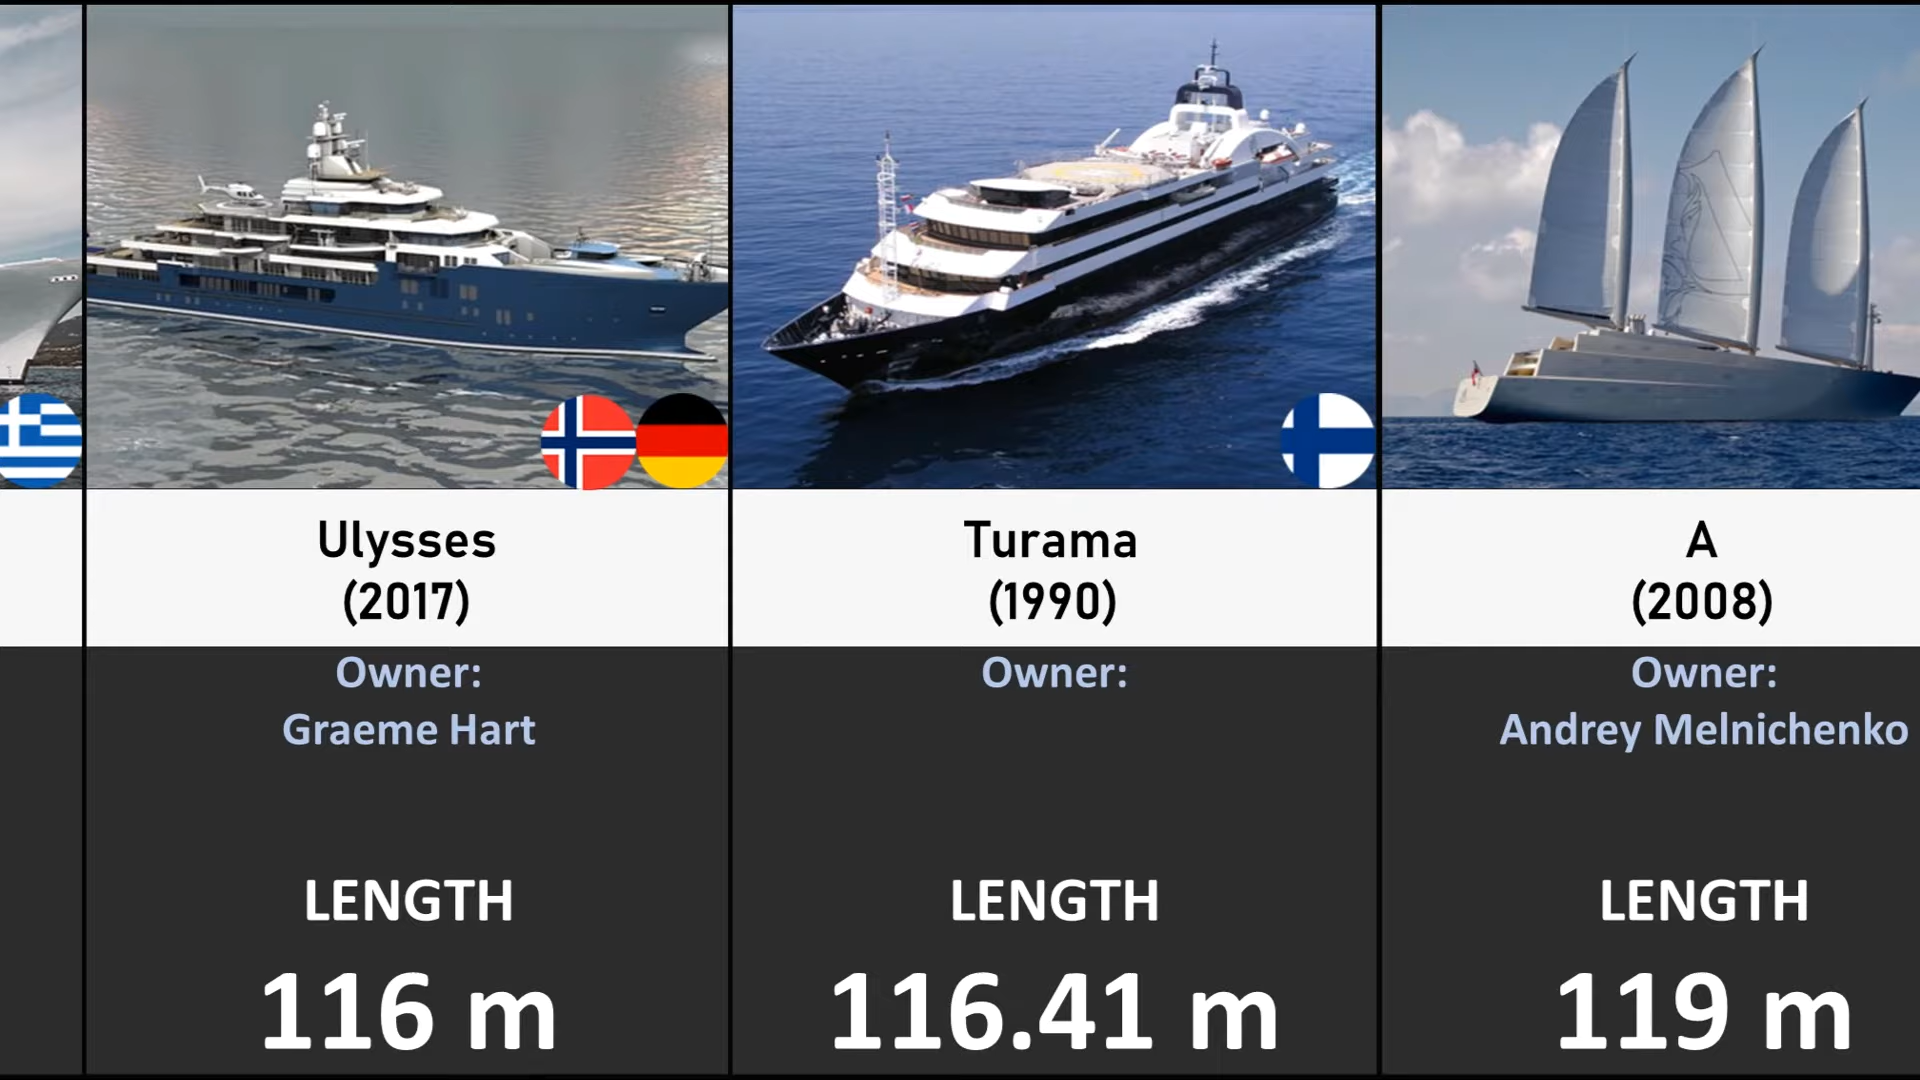 Ulysses
(2017)
Owner:
Graeme Hart
LENGTH
116 m
Turama
(1990)
Owner:
LENGTH
116.41 m
A
(2008)
Owner:
Andrey Melnichenko
LENGTH
119 m